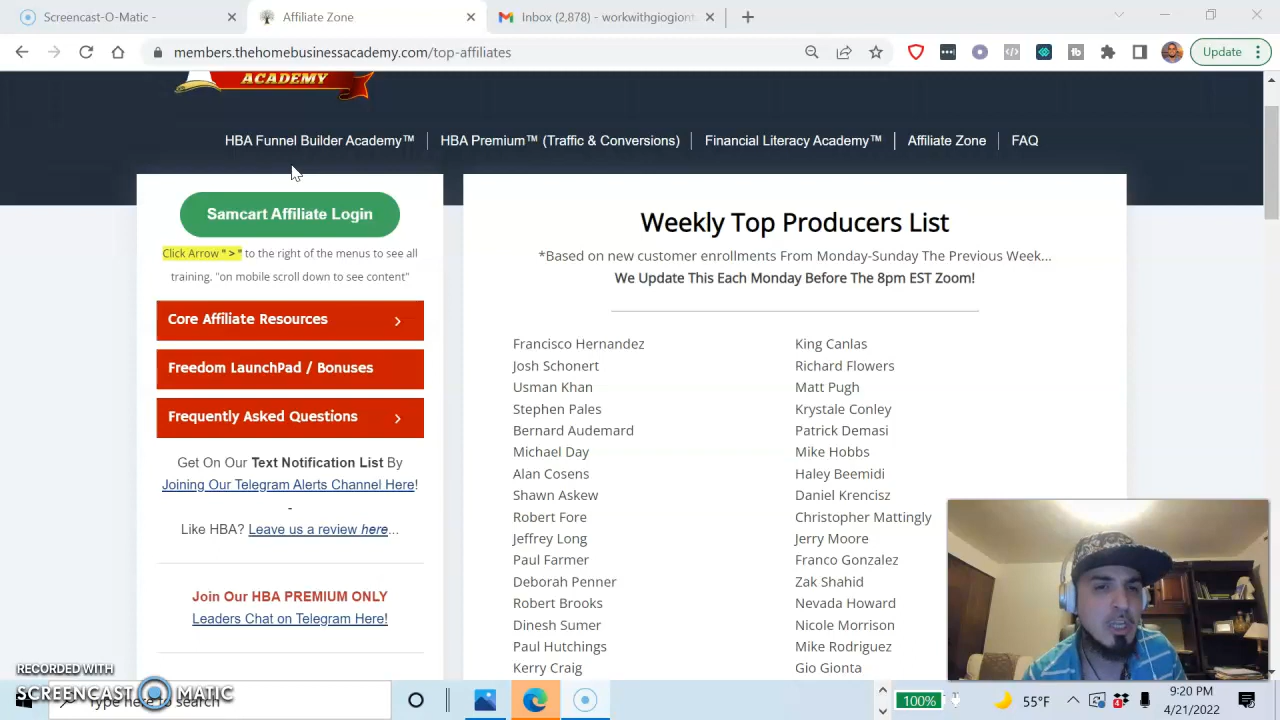 Screencast-O-Matic -
Affiliate Zone
Inbox (2,878) - workwithgiogiont
members.thehomebusinessacademy.com/top-affiliates
Update
ACADEMY
HBA Funnel Builder Academy™
HBA Premium™ (Traffic & Conversions)
Financial Literacy Academy™
Affiliate Zone
FAQ
Samcart Affiliate Login
Click Arrow " > " to the right of the menus to see all
training, "on mobile scroll down to see content"
Core Affiliate Resources
Freedom LaunchPad / Bonuses
Frequently Asked Questions
Get On Our Text Notification List By
Joining Our Telegram Alerts Channel Here!
-
Like HBA? Leave us a review here...
Join Our HBA PREMIUM ONLY
Leaders Chat on Telegram Here!
Weekly Top Producers List
*Based on new customer enrollments From Monday-Sunday The Previous Week...
We Update This Each Monday Before The 8pm EST Zoom!
Francisco Hernandez
Josh Schonert
Usman Khan
Stephen Pales
Bernard Audemard
Michael Day
Alan Cosens
Shawn Askew
Robert Fore
Jeffrey Long
Paul Farmer
Deborah Penner
Robert Brooks
Dinesh Sumer
Paul Hutchings
Kerry Craig
King Canlas
Richard Flowers
Matt Pugh
Krystale Conley
Patrick Demasi
Mike Hobbs
Haley Beemidi
Daniel Krencisz
Christopher Mattingly
Jerry Moore
Franco Gonzalez
Zak Shahid
Nevada Howard
Nicole Morrison
Mike Rodriguez
Gio Gionta
RECORDED WITH
SCREENCAST-O-MATIC
Type here to search
100%
55°F
9:20 PM
4/21/2022